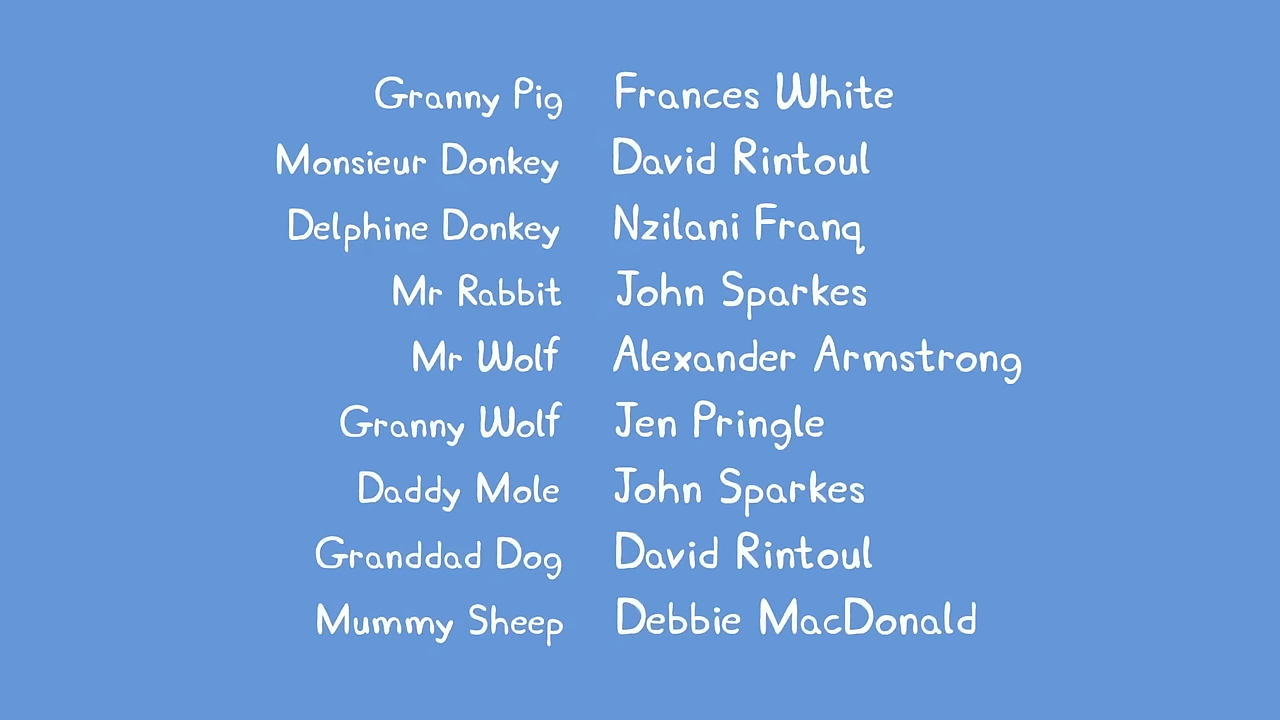 Granny Pig Frances White
Monsieur Donkey David Rintoul
Delphine Donkey Nzilani Franq
Mr Rabbit John Sparkes
Mr Wolf Alexander Armstrong
Granny Wolf Jen Pringle
Daddy Mole John Sparkes
Granddad Dog David Rintoul
Mummy Sheep Debbie MacDonald